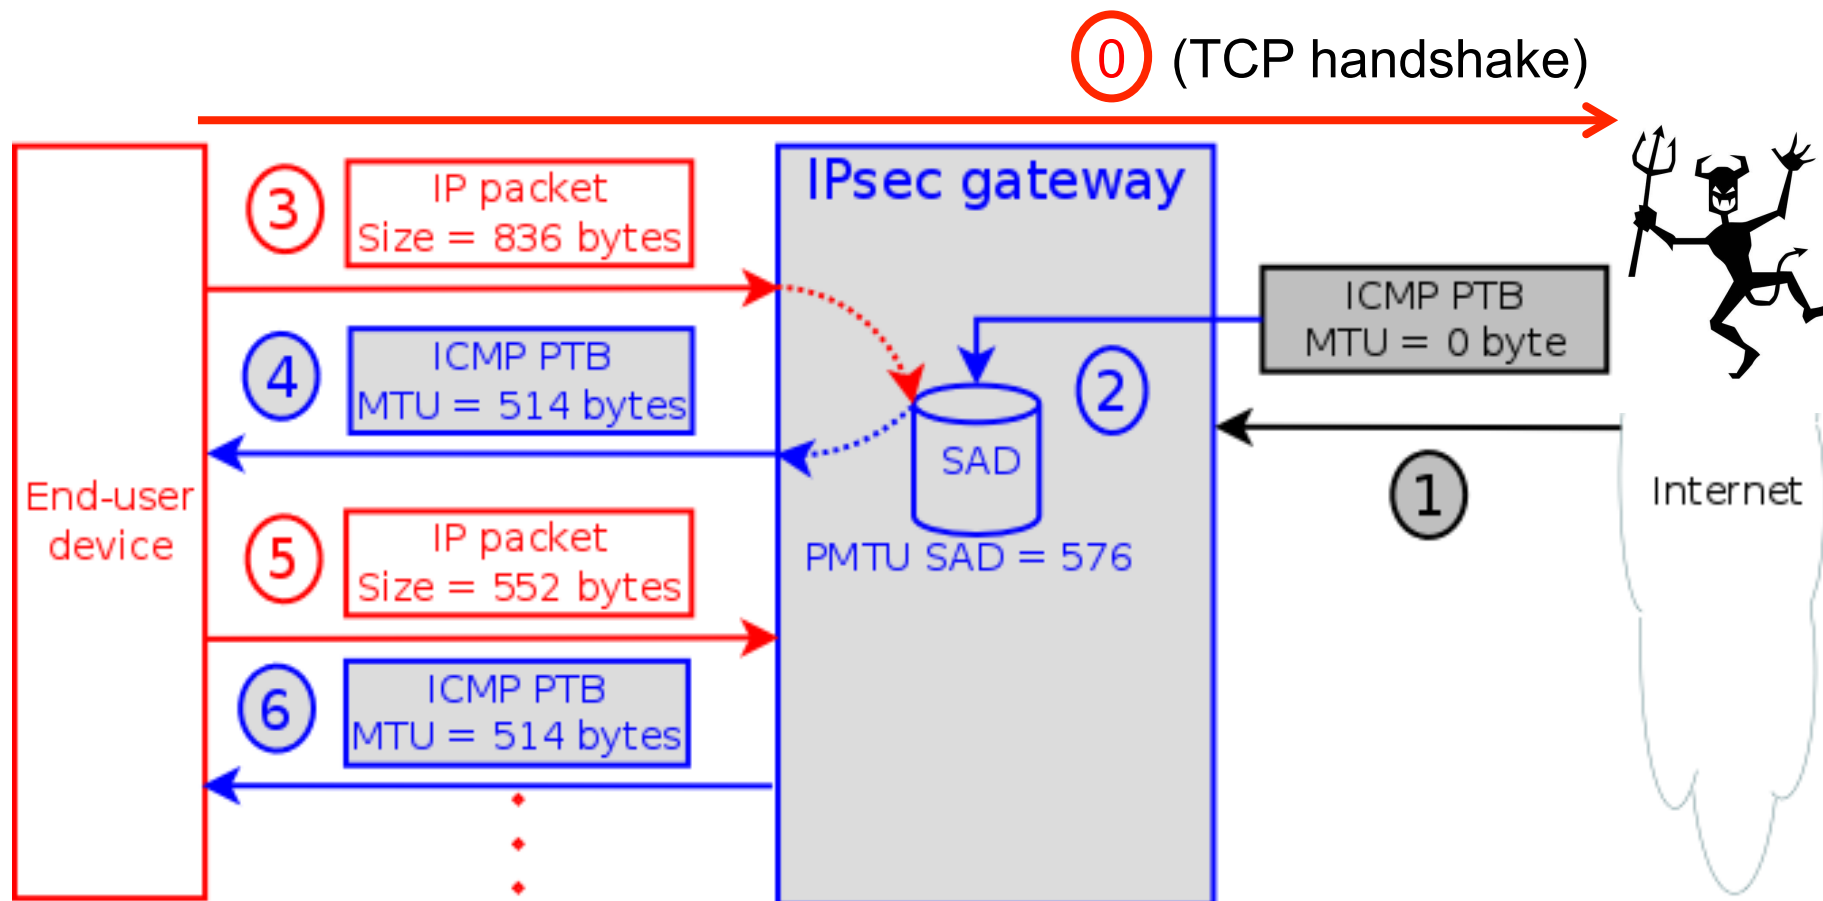 0 (TCP handshake)
IPsec gateway
3
IP packet
Size = 836 bytes
ICMP PTB
MTU = 0 byte
4
ICMP PTB
MTU = 514 bytes
2
SAD
1
Internet
End-user
device
5
IP packet
Size = 552 bytes
PMTU SAD = 576
6
ICMP PTB
MTU = 514 bytes